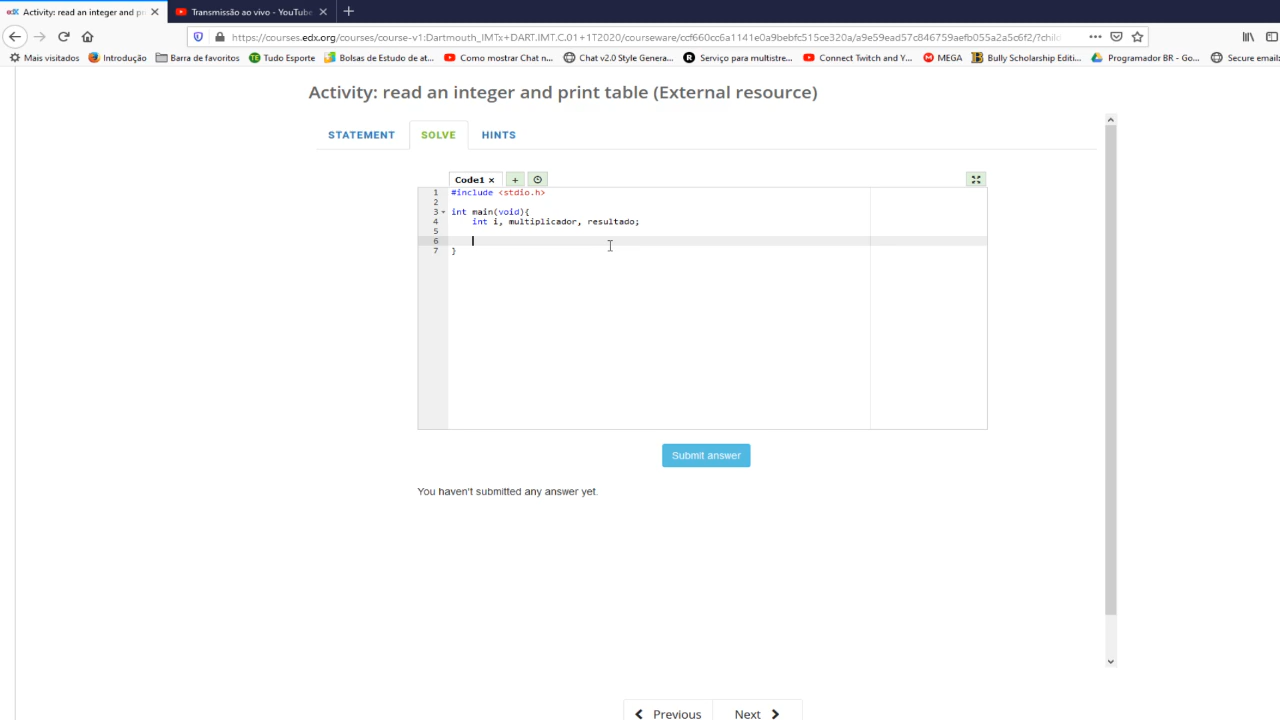 Activity: read an integer and pri
Transmissão ao vivo - YouTube
https://courses.edx.org/courses/course-v1:Dartmouth_IMTx+DART.IMT.C.01+1T2020/courseware/ccf660cc6a1141e0a9bebfc515ce320a/a9e59ead57c846759aefb055a2a5c6f2/?child
Mais visitados Introdução Barra de favoritos Tudo Esporte Bolsas de Estudo de at... Como mostrar Chat n... Chat v2.0 Style Genera... Serviço para multistre... Connect Twitch and Y... MEGA Bully Scholarship Editi... Programador BR - Go... Secure email:
Activity: read an integer and print table (External resource)
STATEMENT SOLVE HINTS
Code1 × +
1 #include <stdio.h>
2
3 int main(void){
4 int i, multiplicador, resultado;
5
6
7 }
Submit answer
You haven't submitted any answer yet.
Previous Next